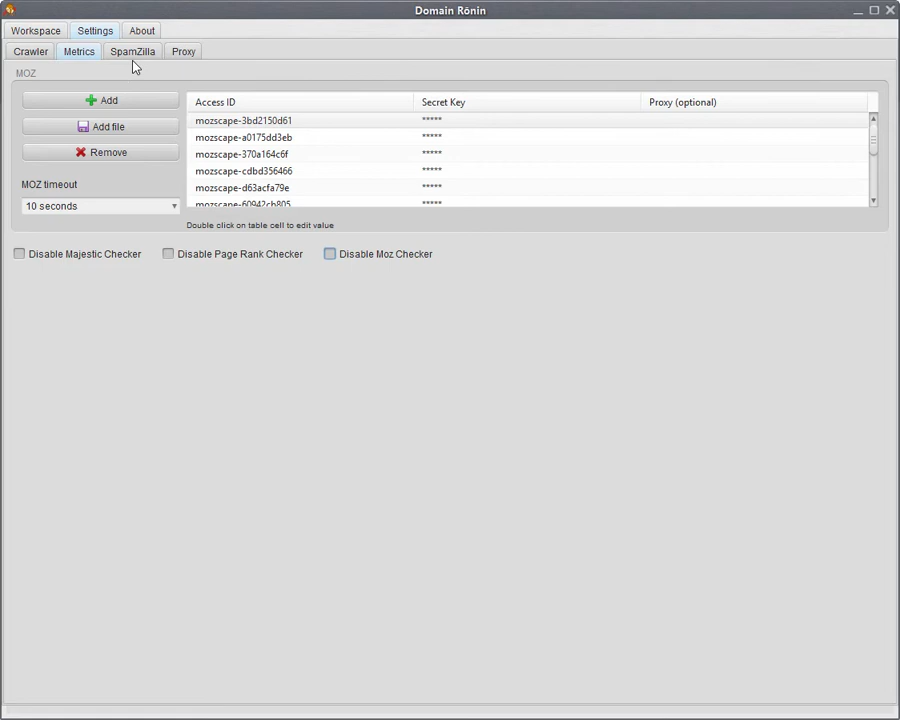 Domain Rōnin
Workspace Settings About
Crawler Metrics SpamZilla Proxy
MOZ
Add
Add file
Remove
MOZ timeout
10 seconds
Access ID Secret Key Proxy (optional)
mozscape-3bd2150d61 *****
mozscape-a0175dd3eb *****
mozscape-370a164c6f *****
mozscape-cdbd356466 *****
mozscape-d63acfa79e *****
mozscape-60942cb805 *****
Double click on table cell to edit value
Disable Majestic Checker Disable Page Rank Checker Disable Moz Checker